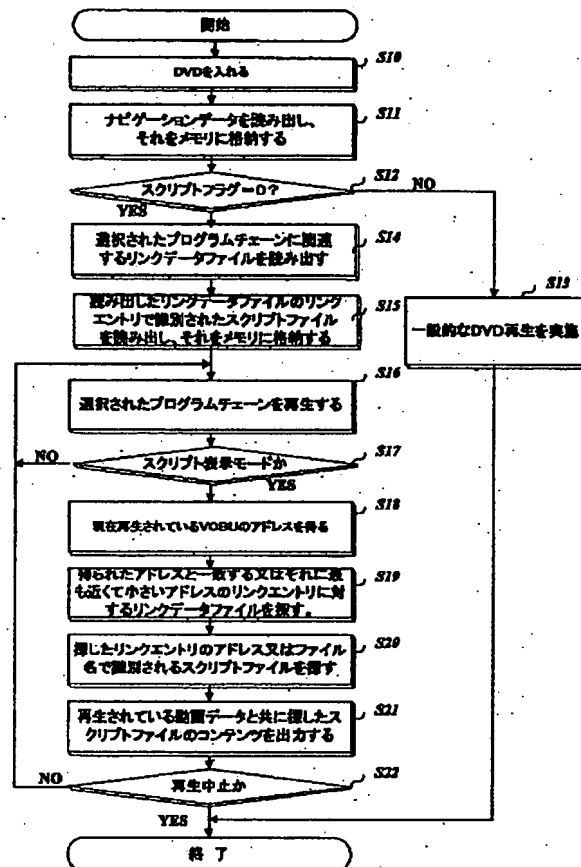 開始
DVDを入れる
S10
ナビゲーションデータを読み出し、
それをメモリに格納する
S11
スクリプトフラグ=0?
S12
NO
YES
選択されたプログラムチェーンに関連
するリンクデータファイルを読み出す
S14
読み出したリンクデータファイルのリンク
エントリで識別されたスクリプトファイル
を読み出し、それをメモリに格納する
S15
一般的なDVD再生を実施
S13
選択されたプログラムチェーンを再生する
S16
スクリプト表示モードか
S17
NO
YES
現在再生されているVOBUのアドレスを得る
S18
得られたアドレスと一致する又はそれに最
も近くて小さいアドレスのリンクエントリに対
するリンクデータファイルを探す。
S19
探したリンクエントリのアドレス又はファイル
名で識別されるスクリプトファイルを探す
S20
再生されている動画データと共に探したス
クリプトファイルのコンテンツを出力する
S21
再生中止か
S22
NO
YES
終了